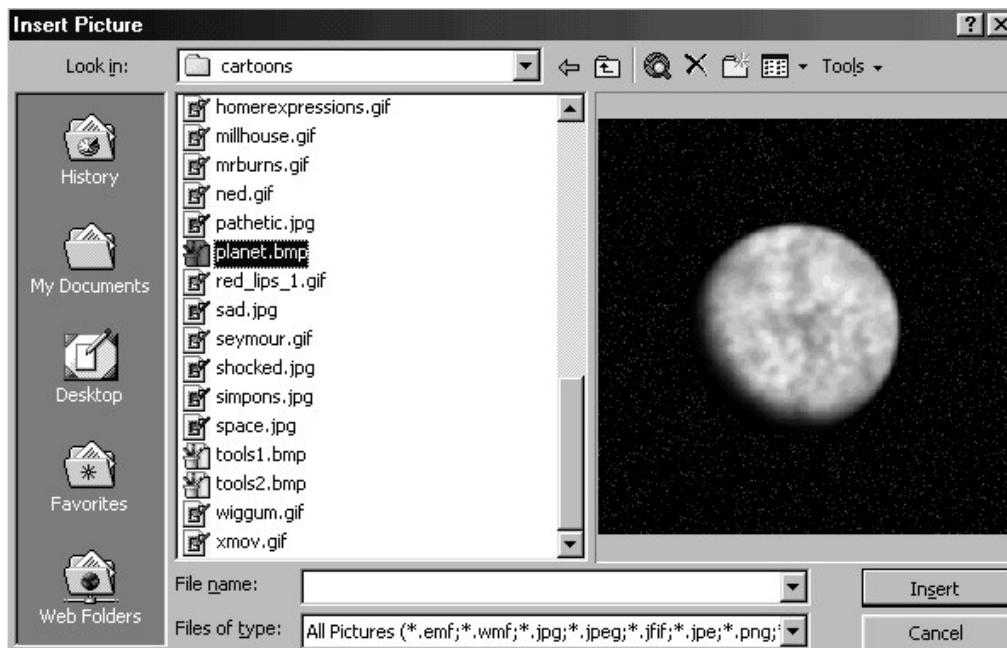 Insert Picture
Look in:
cartoons
Tools
History
My Documents
Desktop
Favorites
Web Folders
homerexpressions.gif
millhouse.gif
mrburns.gif
ned.gif
pathetic.jpg
planet.bmp
red_lips_1.gif
sad.jpg
seymour.gif
shocked.jpg
simpons.jpg
space.jpg
tools1.bmp
tools2.bmp
wiggum.gif
xmov.gif
File name:
Insert
Files of type:
All Pictures (*.emf;*.wmf;*.jpg;*.jpeg;*.jfif;*.jpe;*.png;*
Cancel